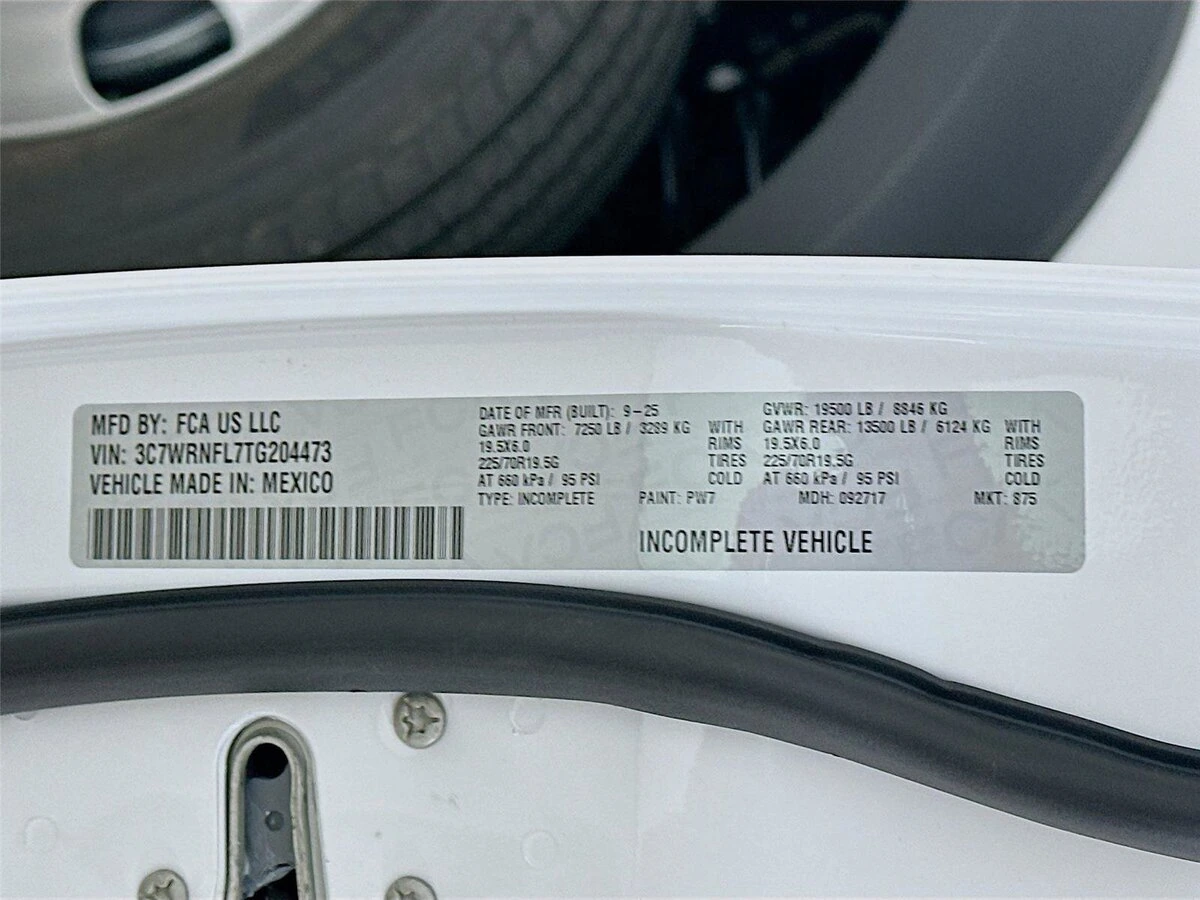 MFD BY: FCA US LLC
VIN: 3C7WRNFL7TG204473
VEHICLE MADE IN: MEXICO
DATE OF MFR (BUILT): 9-25
GAWR FRONT: 7250 LB / 3289 KG WITH
19.5X6.0 RIMS
225/70R19.5G TIRES
AT 660 kPa / 95 PSI COLD
GVWR: 19500 LB / 8846 KG
GAWR REAR: 13500 LB / 6124 KG WITH
19.5X6.0 RIMS
225/70R19.5G TIRES
AT 660 kPa / 95 PSI COLD
TYPE: INCOMPLETE PAINT: PW7 MDH: 092717 MKT: 875
INCOMPLETE VEHICLE